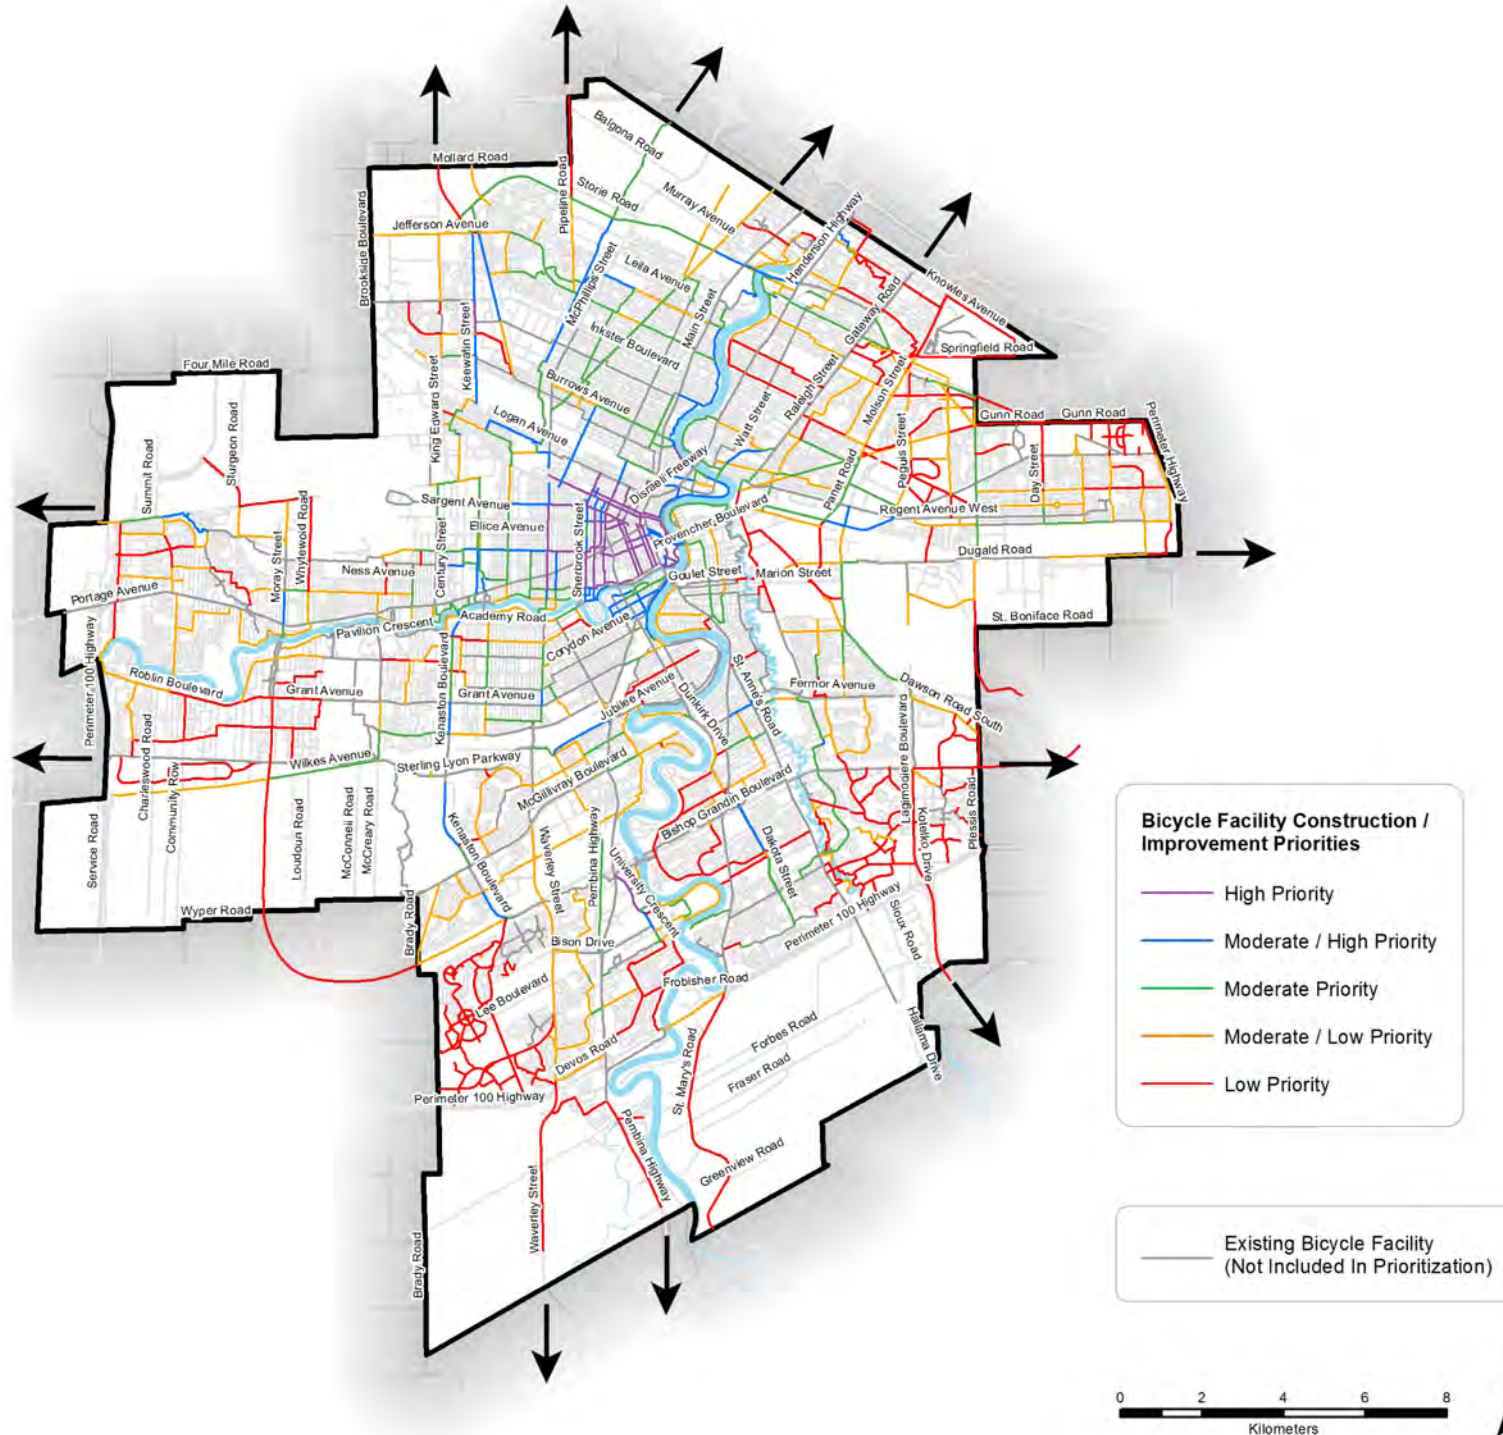 Balgona Road
Mollard Road
Pipeline Road
Storie Road
Murray Avenue
Brookside Boulevard
Jefferson Avenue
Henderson Highway
McPhillips Street
Leila Avenue
Knowles Avenue
Gateway Road
Main Street
Keewatin Street
Inkster Boulevard
Springfield Road
Four Mile Road
King Edward Street
Burrows Avenue
Raleigh Street
Molson Street
Watt Street
Logan Avenue
Gunn Road
Gunn Road
Perimeter Highway
Sturgeon Road
Summit Road
Peguis Street
Day Street
Disraeli Freeway
Panet Road
Sargent Avenue
Whytewold Road
Regent Avenue West
Ellice Avenue
Sherbrook Street
Provencher Boulevard
Moray Street
Century Street
Dugald Road
Ness Avenue
Goulet Street
Marion Street
Portage Avenue
Academy Road
St. Boniface Road
Pavilion Crescent
Corydon Avenue
Perimeter 100 Highway
Roblin Boulevard
Grant Avenue
Kenaston Boulevard
Grant Avenue
Jubilee Avenue
Dunkirk Drive
St. Anne's Road
Fermor Avenue
Dawson Road South
Lagimodiere Boulevard
Charleswood Road
Community Row
Wilkes Avenue
Sterling Lyon Parkway
McGillivray Boulevard
Bishop Grandin Boulevard
Service Road
Loudoun Road
McConnell Road
McCreary Road
Kenaston Boulevard
Waverley Street
Pembina Highway
University Crescent
Dakota Street
Kotelko Drive
Plessis Road
Wyper Road
Brady Road
Bison Drive
Perimeter 100 Highway
Sioux Road
Lee Boulevard
Frobisher Road
Forbes Road
Hallama Drive
Devos Road
Fraser Road
St. Mary's Road
Perimeter 100 Highway
Pembina Highway
Greenview Road
Waverley Street
Brady Road
Bicycle Facility Construction /
Improvement Priorities
High Priority
Moderate / High Priority
Moderate Priority
Moderate / Low Priority
Low Priority
Existing Bicycle Facility
(Not Included In Prioritization)
0 2 4 6 8
Kilometers